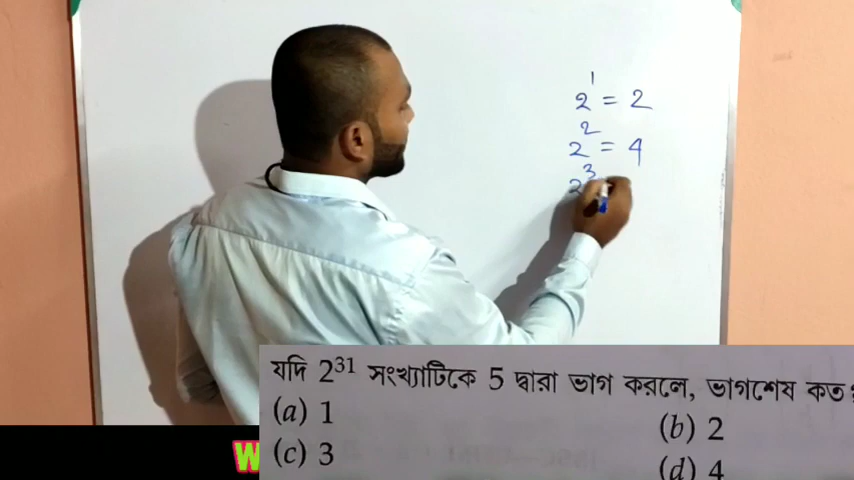 2¹ = 2
2² = 4
2³
যদি 2³¹ সংখ্যাটিকে 5 দ্বারা ভাগ করলে, ভাগশেষ কত?
(a) 1
(b) 2
(c) 3
(d) 4
W